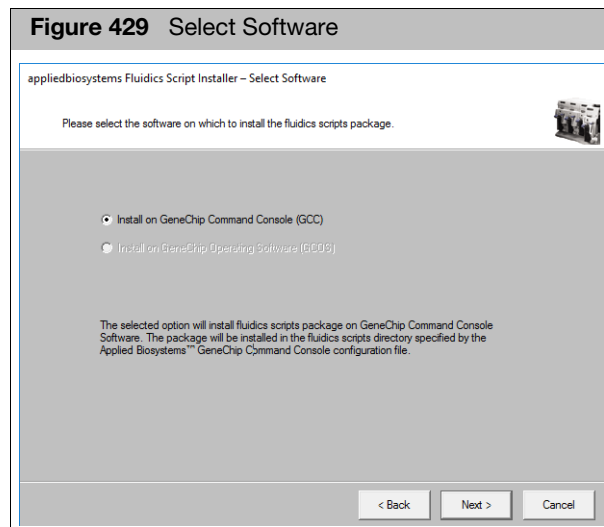 Figure 429 Select Software
appliedbiosystems Fluidics Script Installer – Select Software
Please select the software on which to install the fluidics scripts package.
Install on GeneChip Command Console (GCC)
Install on GeneChip Operating Software (GCOS)
The selected option will install fluidics scripts package on GeneChip Command Console
Software. The package will be installed in the fluidics scripts directory specified by the
Applied Biosystems™ GeneChip Command Console configuration file.
< Back Next > Cancel